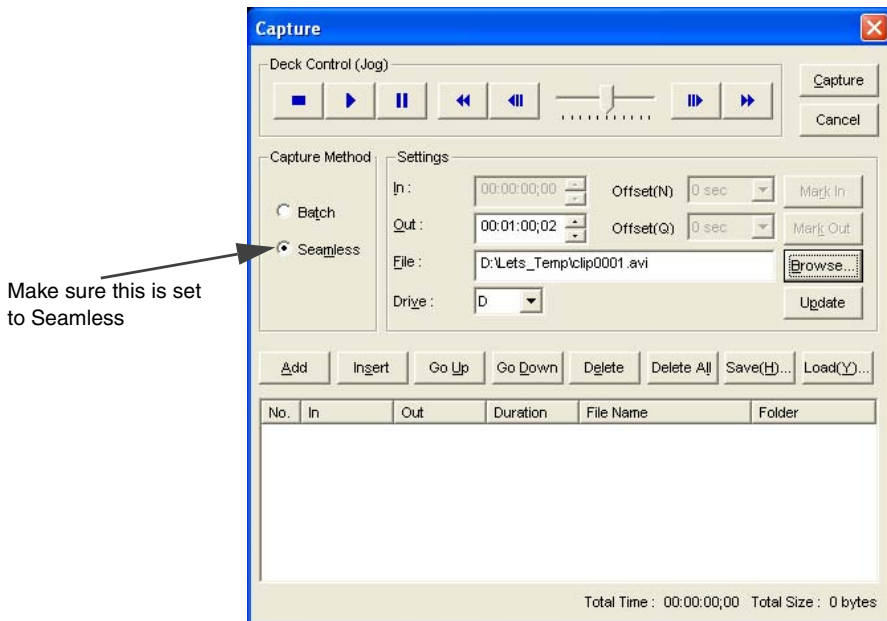 Capture
Deck Control (Jog)
Capture
Cancel
Capture Method
Settings
Batch
Seamless
In : 00:00:00;00 Offset(N) 0 sec Mark In
Out : 00:01:00;02 Offset(Q) 0 sec Mark Out
File : D:\Lets_Temp\clip0001.avi Browse...
Drive : D Update
Make sure this is set
to Seamless
Add Insert Go Up Go Down Delete Delete All Save(H)... Load(Y)...
No. In Out Duration File Name Folder
Total Time : 00:00:00;00 Total Size : 0 bytes